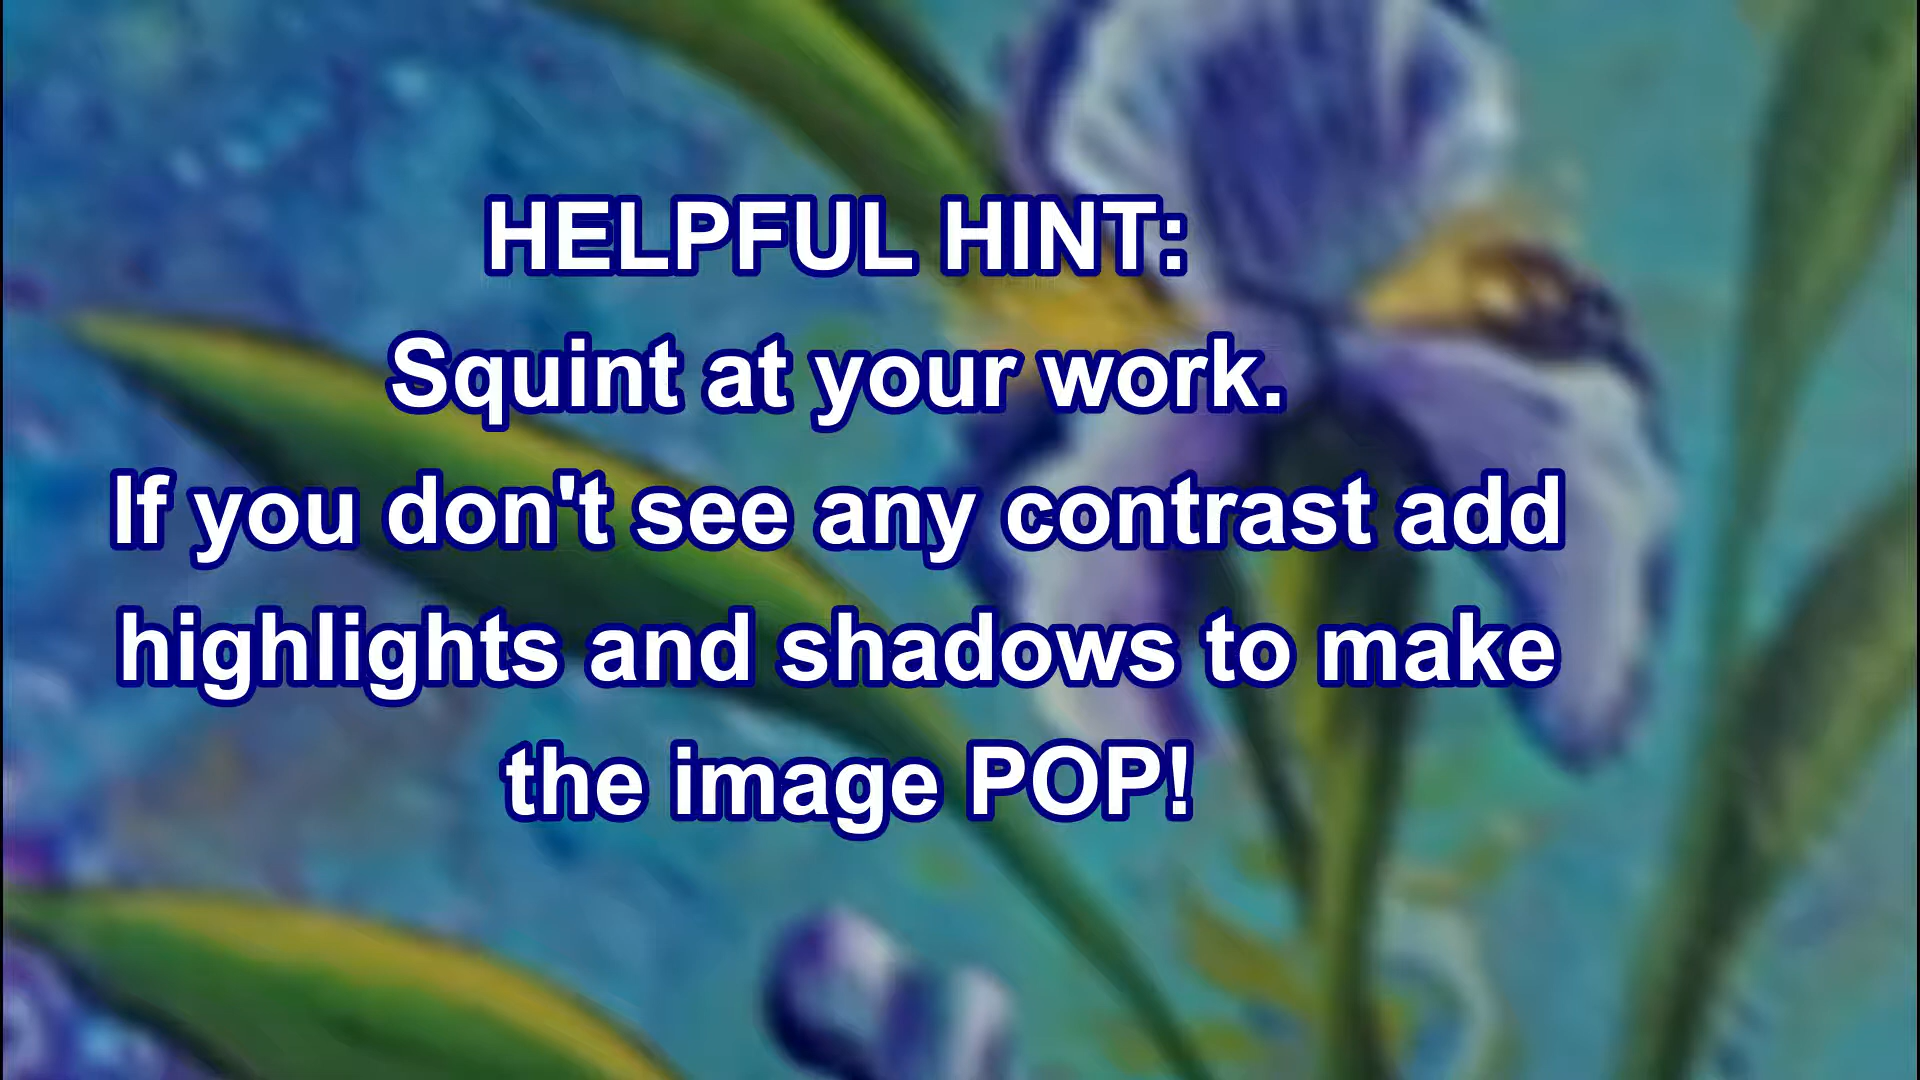 HELPFUL HINT:
Squint at your work.
If you don't see any contrast add
highlights and shadows to make
the image POP!